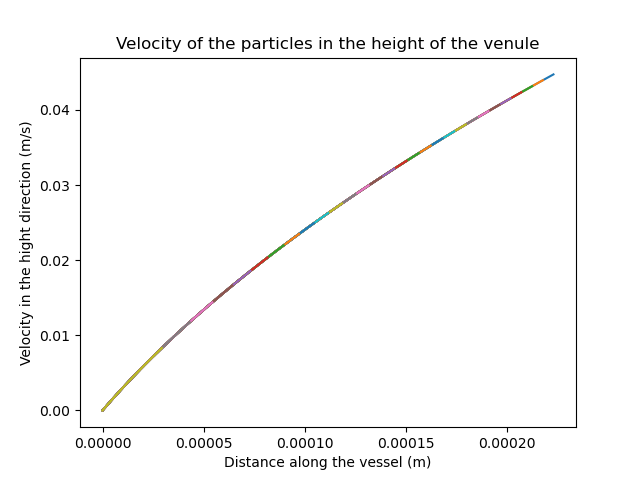 Velocity of the particles in the height of the venule
Velocity in the hight direction (m/s)
0.04
0.03
0.02
0.01
0.00
0.00000 0.00005 0.00010 0.00015 0.00020
Distance along the vessel (m)